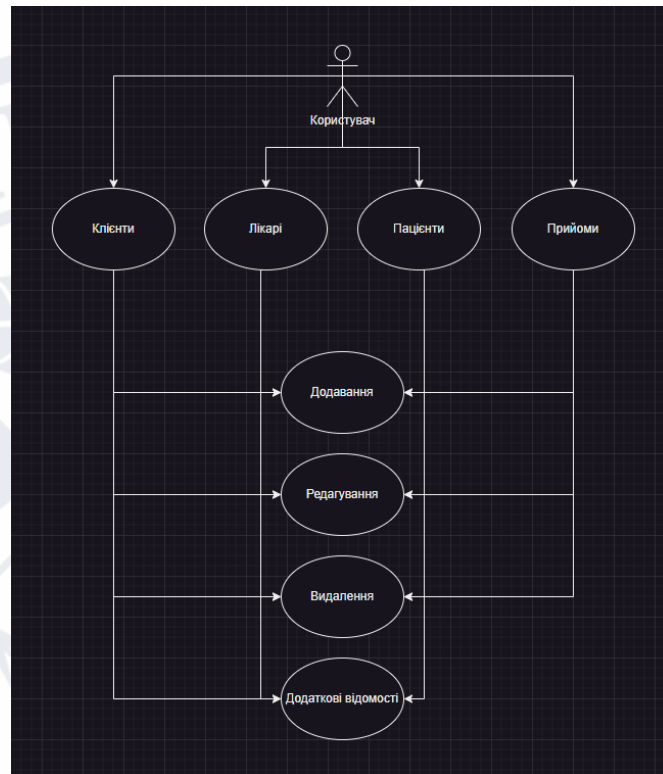 Користувач
Клієнти
Лікарі
Пацієнти
Прийоми
Додавання
Редагування
Видалення
Додаткові відомості